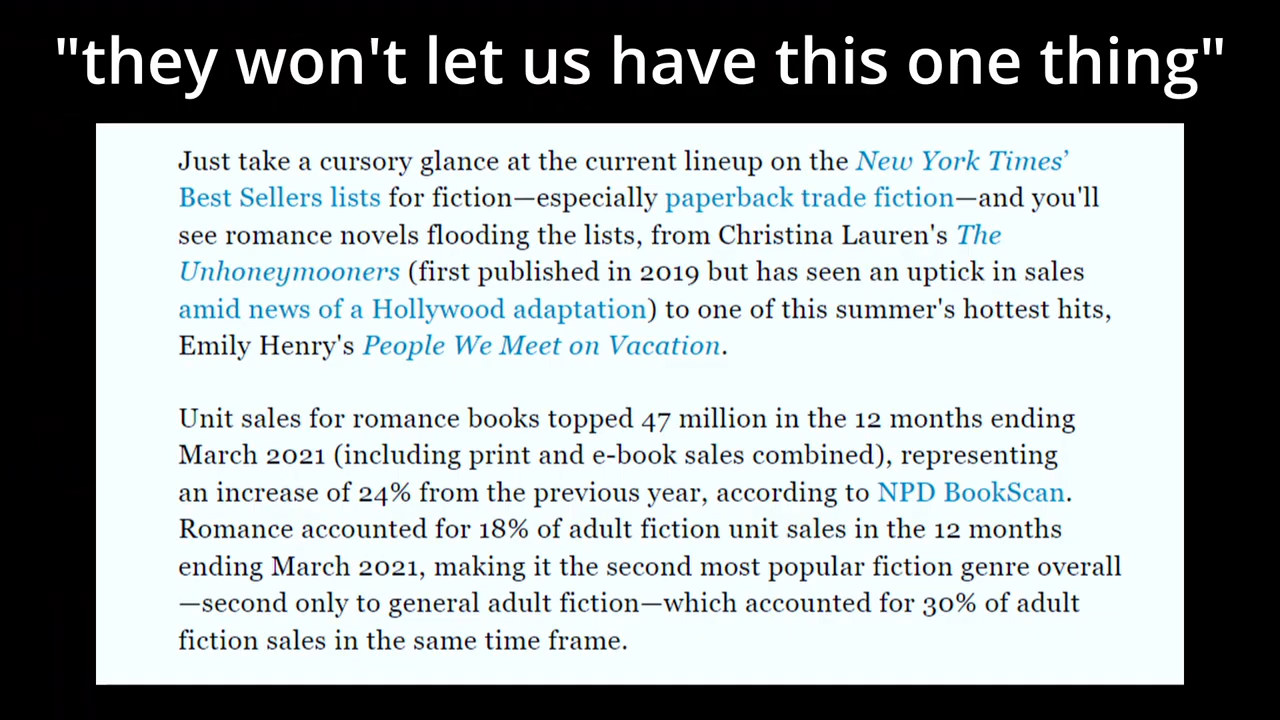 "they won't let us have this one thing"
Just take a cursory glance at the current lineup on the New York Times’
Best Sellers lists for fiction—especially paperback trade fiction—and you'll
see romance novels flooding the lists, from Christina Lauren's The
Unhoneymooners (first published in 2019 but has seen an uptick in sales
amid news of a Hollywood adaptation) to one of this summer's hottest hits,
Emily Henry's People We Meet on Vacation.
Unit sales for romance books topped 47 million in the 12 months ending
March 2021 (including print and e-book sales combined), representing
an increase of 24% from the previous year, according to NPD BookScan.
Romance accounted for 18% of adult fiction unit sales in the 12 months
ending March 2021, making it the second most popular fiction genre overall
—second only to general adult fiction—which accounted for 30% of adult
fiction sales in the same time frame.